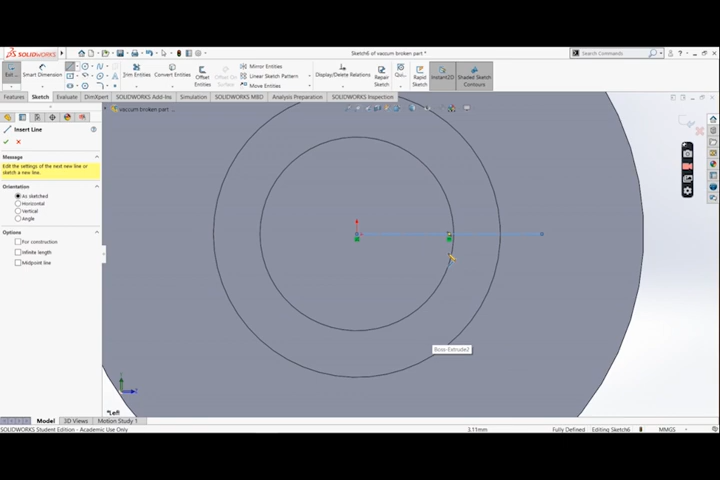 SOLIDWORKS
Sketch6 of vaccum broken part *
Search Commands
Exit...
Smart Dimension
Trim Entities
Convert Entities
Offset Entities
Offset On Surface
Mirror Entities
Linear Sketch Pattern
Move Entities
Display/Delete Relations
Repair Sketch
Qui...
Rapid Sketch
Instant2D
Shaded Sketch Contours
Features
Sketch
Evaluate
DimXpert
SOLIDWORKS Add-Ins
Simulation
SOLIDWORKS MBD
Analysis Preparation
SOLIDWORKS Inspection
vaccum broken part ...
Insert Line
Message
Edit the settings of the next new line or
sketch a new line.
Orientation
As sketched
Horizontal
Vertical
Angle
Options
For construction
Infinite length
Midpoint line
Boss-Extrude2
*Left
Model
3D Views
Motion Study 1
SOLIDWORKS Student Edition - Academic Use Only
3.11mm
Fully Defined
Editing Sketch6
MMGS